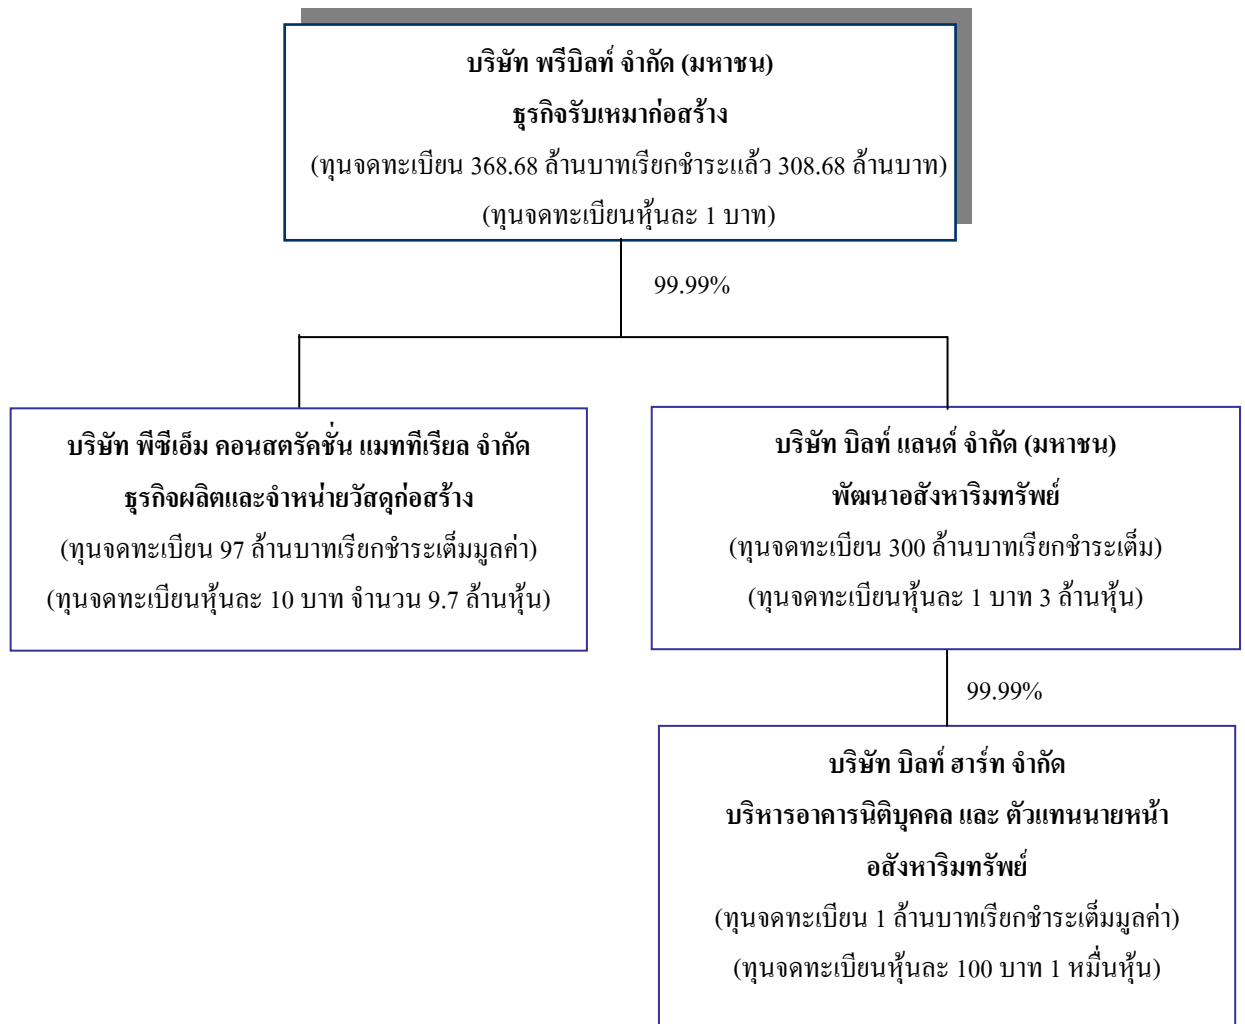 บริษัท พรีบิลท์ จำกัด (มหาชน)
ธุรกิจรับเหมาก่อสร้าง
(ทุนจดทะเบียน 368.68 ล้านบาทเรียกชำระแล้ว 308.68 ล้านบาท)
(ทุนจดทะเบียนหุ้นละ 1 บาท)
99.99%
บริษัท พีซีเอ็ม คอนสตรัคชั่น แมททีเรียล จำกัด
ธุรกิจผลิตและจำหน่ายวัสดุก่อสร้าง
(ทุนจดทะเบียน 97 ล้านบาทเรียกชำระเต็มมูลค่า)
(ทุนจดทะเบียนหุ้นละ 10 บาท จำนวน 9.7 ล้านหุ้น)
บริษัท บิลท์ แลนด์ จำกัด (มหาชน)
พัฒนาอสังหาริมทรัพย์
(ทุนจดทะเบียน 300 ล้านบาทเรียกชำระเต็ม)
(ทุนจดทะเบียนหุ้นละ 1 บาท 3 ล้านหุ้น)
99.99%
บริษัท บิลท์ ฮาร์ท จำกัด
บริหารอาคารนิติบุคคล และ ตัวแทนนายหน้า
อสังหาริมทรัพย์
(ทุนจดทะเบียน 1 ล้านบาทเรียกชำระเต็มมูลค่า)
(ทุนจดทะเบียนหุ้นละ 100 บาท 1 หมื่นหุ้น)